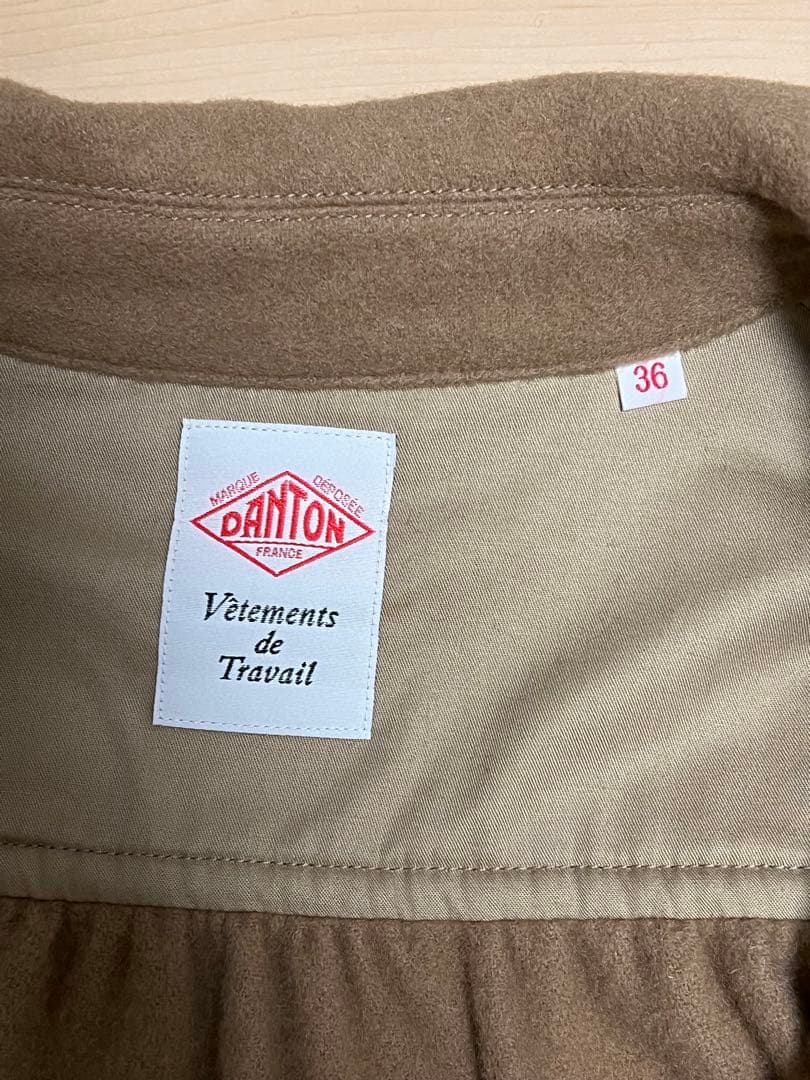 36
MARQUE DÉPOSÉE
DANTON
FRANCE
Vêtements
de
Travail